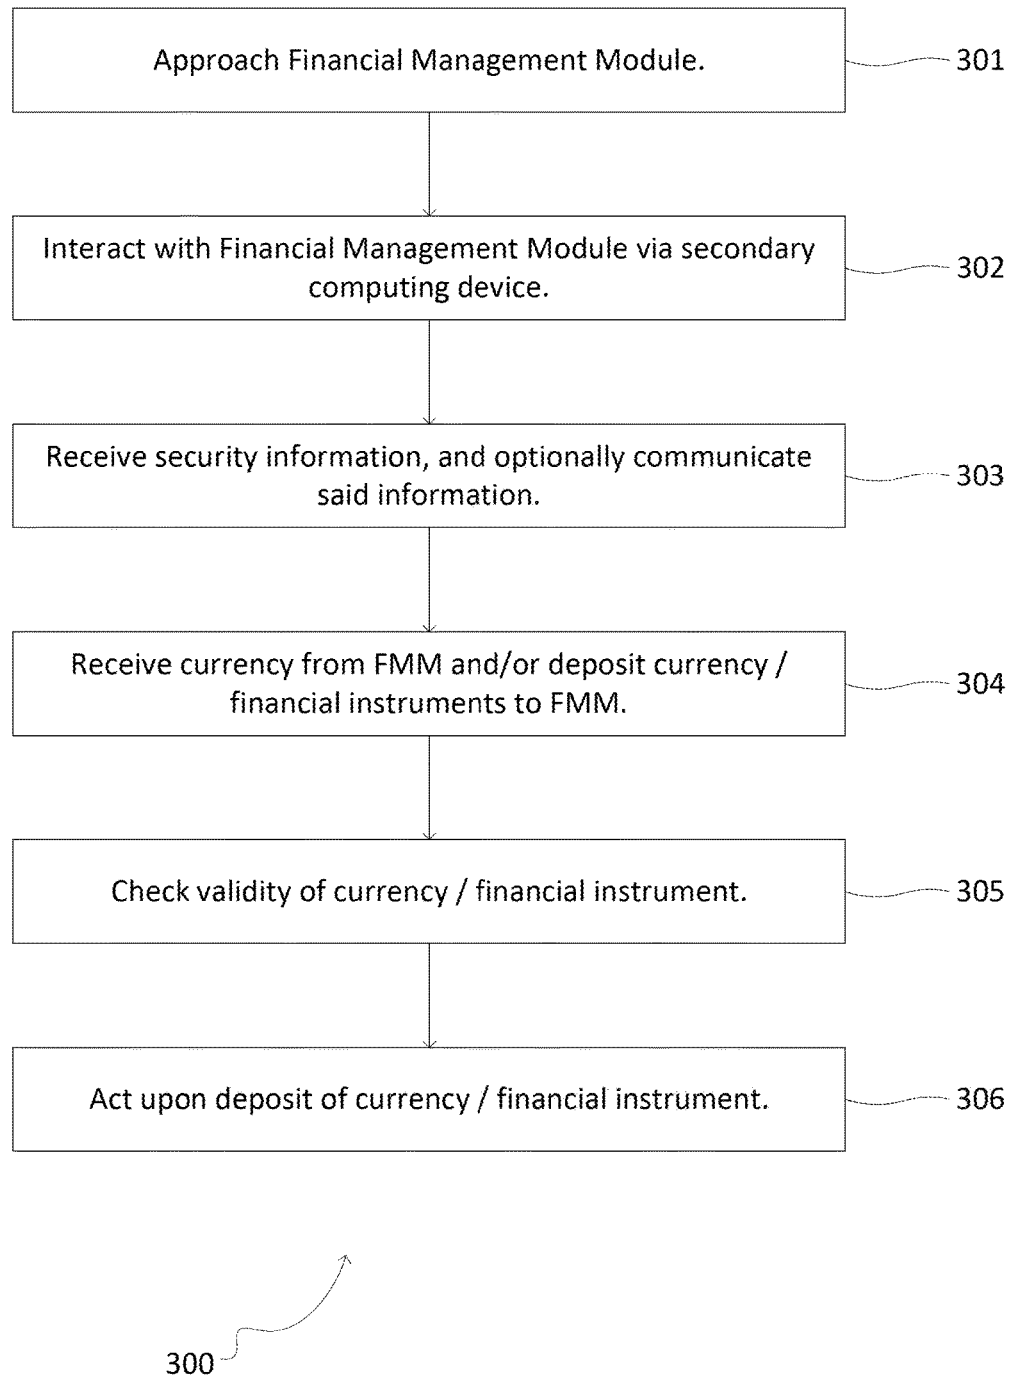 Approach Financial Management Module.
301
Interact with Financial Management Module via secondary
computing device.
302
Receive security information, and optionally communicate
said information.
303
Receive currency from FMM and/or deposit currency /
financial instruments to FMM.
304
Check validity of currency / financial instrument.
305
Act upon deposit of currency / financial instrument.
306
300